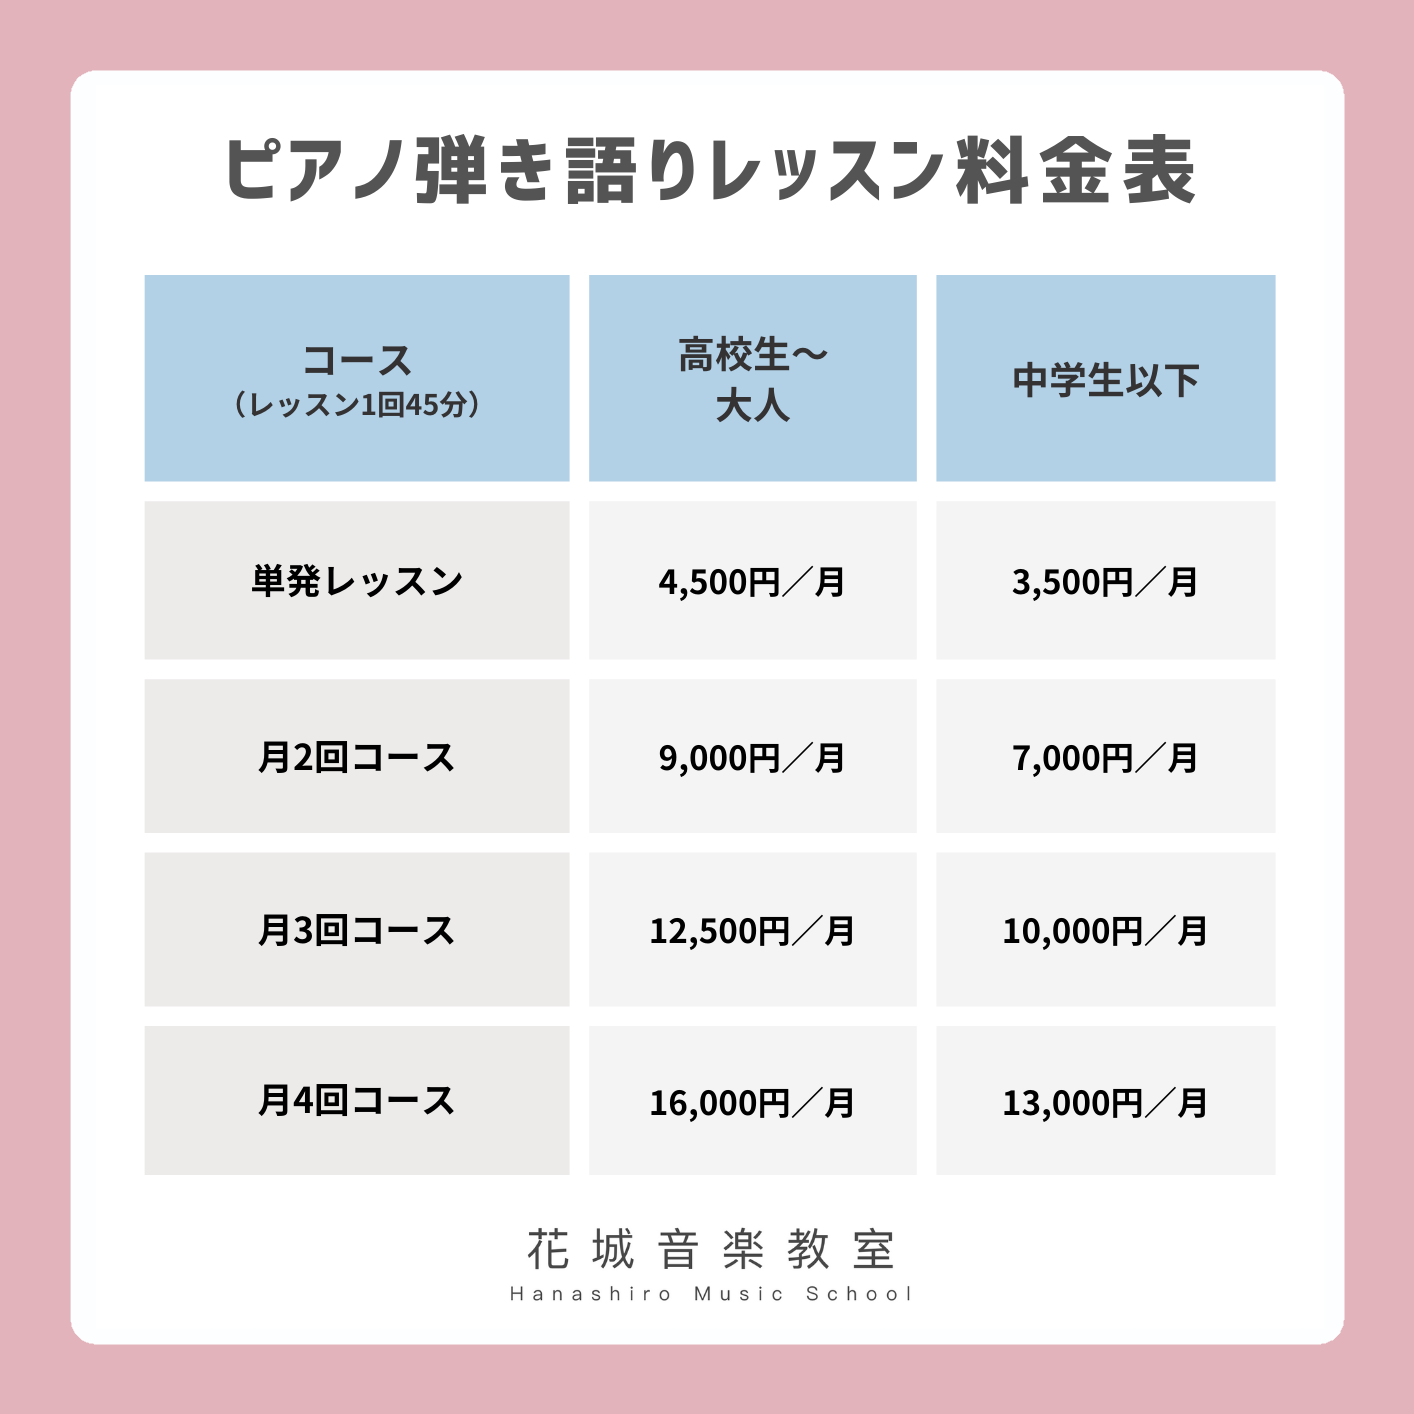 ピアノ弾き語りレッスン料金表
コース
（レッスン1回45分）
高校生～
大人
中学生以下
単発レッスン
4,500円／月
3,500円／月
月2回コース
9,000円／月
7,000円／月
月3回コース
12,500円／月
10,000円／月
月4回コース
16,000円／月
13,000円／月
花城音楽教室
Hanashiro Music School